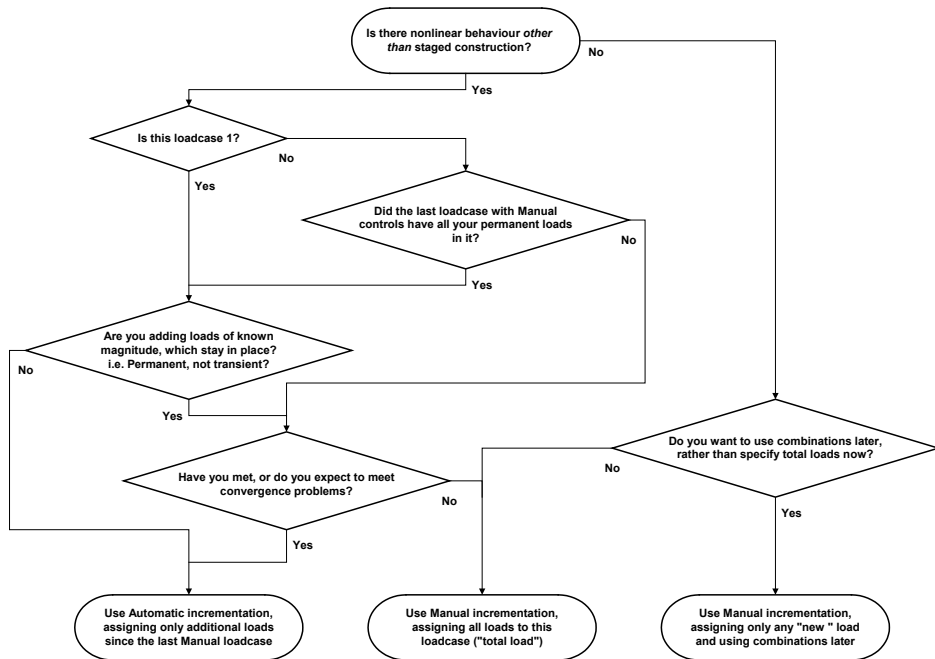 Is there nonlinear behaviour other
than staged construction?
No
Yes
Is this loadcase 1?
No
Yes
Did the last loadcase with Manual
controls have all your permanent loads
in it?
No
Yes
Are you adding loads of known
magnitude, which stay in place?
i.e. Permanent, not transient?
No
Yes
Do you want to use combinations later,
rather than specify total loads now?
No
Yes
Have you met, or do you expect to meet
convergence problems?
No
Yes
Use Automatic incrementation,
assigning only additional loads
since the last Manual loadcase
Use Manual incrementation,
assigning all loads to this
loadcase ("total load")
Use Manual incrementation,
assigning only any "new " load
and using combinations later